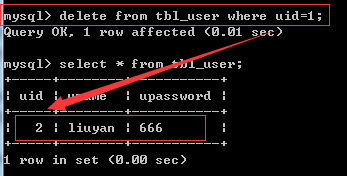 mysql> delete from tbl_user where uid=1;
Query OK, 1 row affected (0.01 sec)
mysql> select * from tbl_user;
+-----+--------+-----------+
| uid | uname | upassword |
+-----+--------+-----------+
| 2 | liuyan | 666 |
+-----+--------+-----------+
1 row in set (0.00 sec)